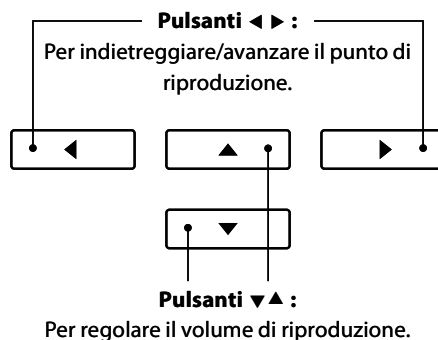 Pulsanti ◀ ▶ :
Per indietreggiare/avanzare il punto di
riproduzione.
◀ ▲ ▶
▼
Pulsanti ▼▲ :
Per regolare il volume di riproduzione.